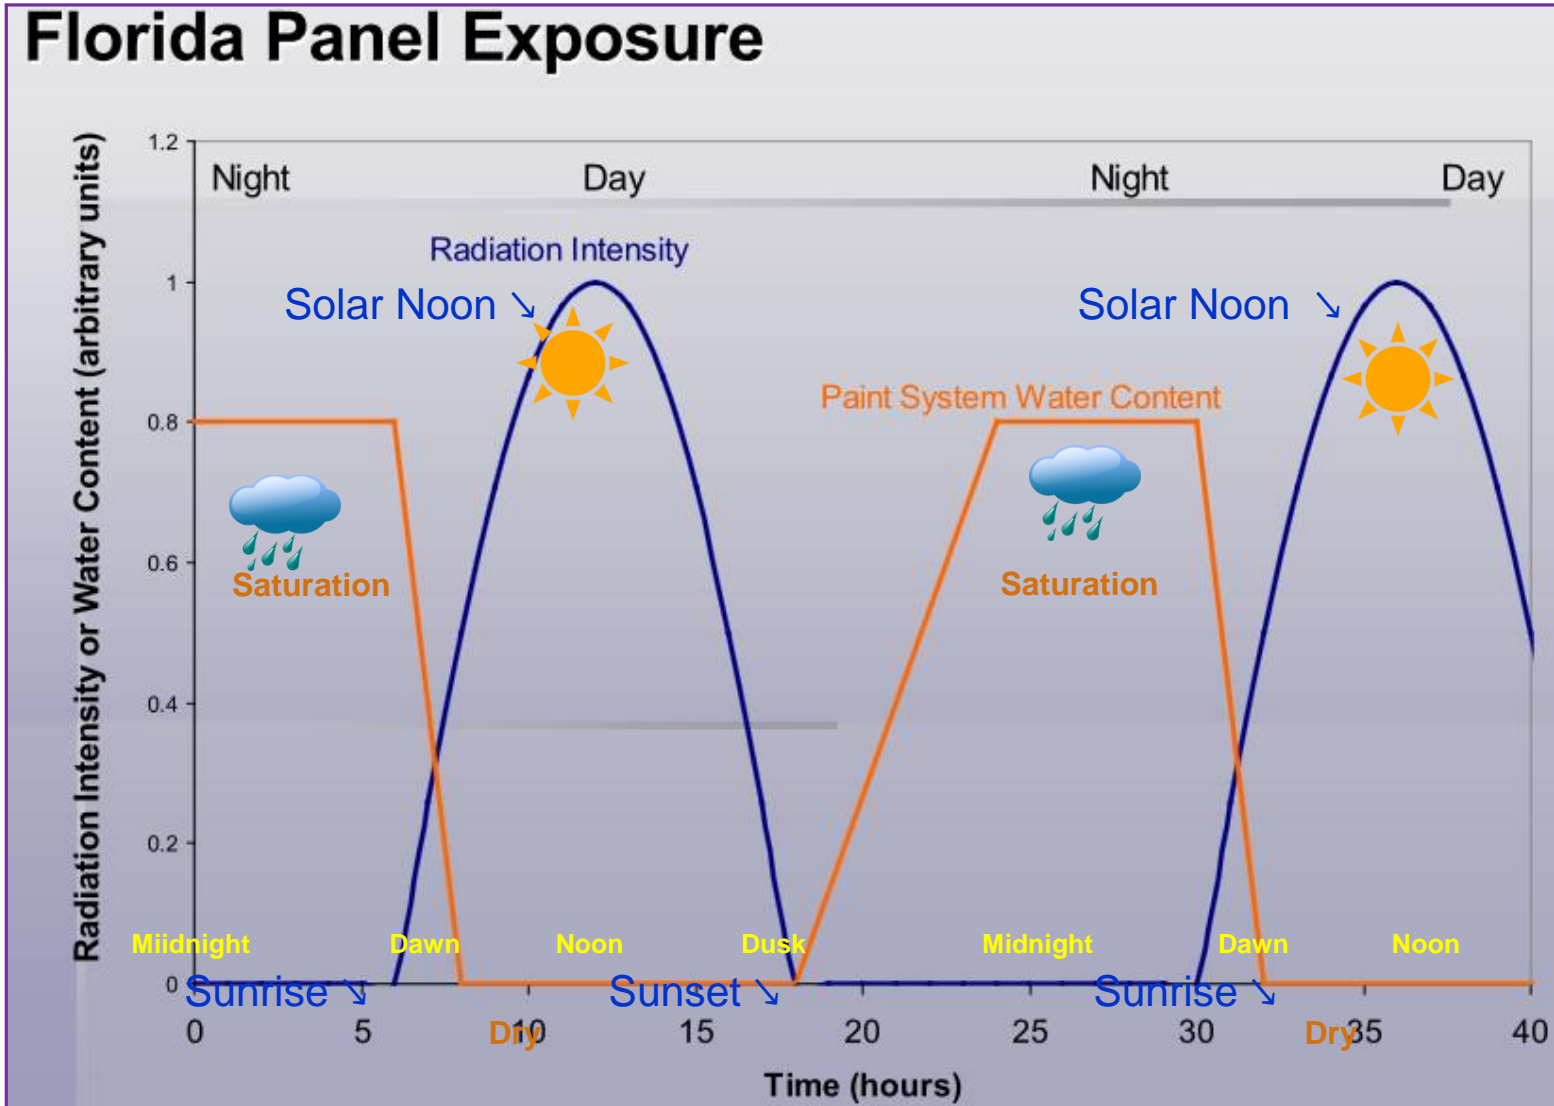 Florida Panel Exposure
Radiation Intensity or Water Content (arbitrary units)
1.2
Night
Day
Night
Day
Radiation Intensity
1
Solar Noon ↘
Solar Noon ↘
Paint System Water Content
0.8
Saturation
Saturation
0.6
0.4
0.2
Miidnight
Dawn
Noon
Dusk
Midnight
Dawn
Noon
0
Sunrise ↘
Sunset ↘
Sunrise ↘
0 5 10 15 20 25 30 35 40
Dry
Dry
Time (hours)